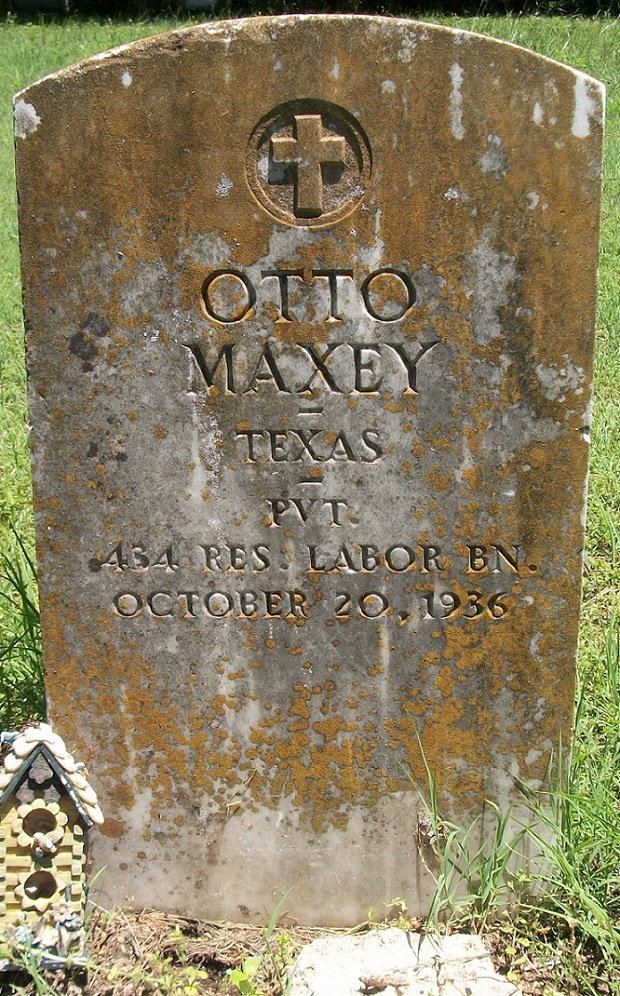 OTTO
MAXEY
TEXAS
PVT.
434 RES. LABOR BN.
OCTOBER 20, 1936